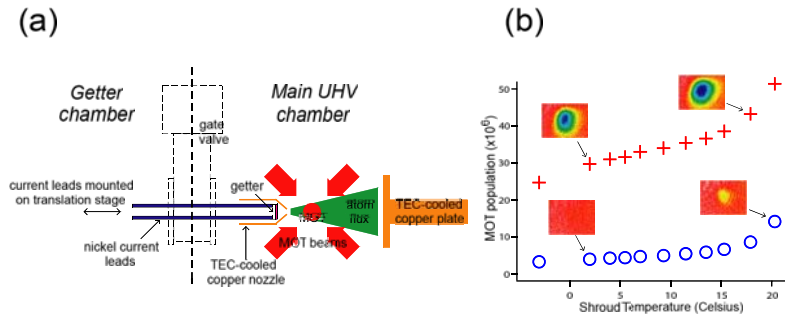 (a)
(b)
Getter
chamber
Main UHV
chamber
gate
valve
getter
current leads mounted
on translation stage
nickel current
leads
TEC-cooled
copper nozzle
MOT beams
atom
flux
TEC-cooled
copper plate
MOT population (x10⁶)
50
40
30
20
10
0
0
5
10
15
20
Shroud Temperature (Celsius)